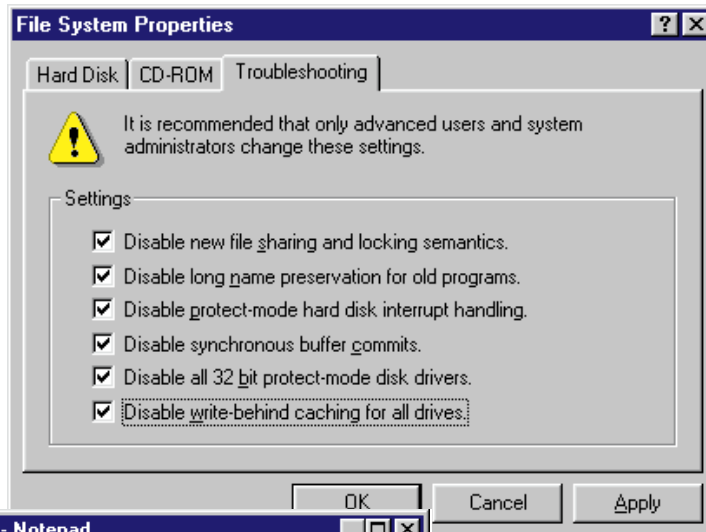 File System Properties
Hard Disk CD-ROM Troubleshooting
It is recommended that only advanced users and system
administrators change these settings.
Settings
Disable new file sharing and locking semantics.
Disable long name preservation for old programs.
Disable protect-mode hard disk interrupt handling.
Disable synchronous buffer commits.
Disable all 32 bit protect-mode disk drivers.
Disable write-behind caching for all drives.
OK Cancel Apply
- Notepad